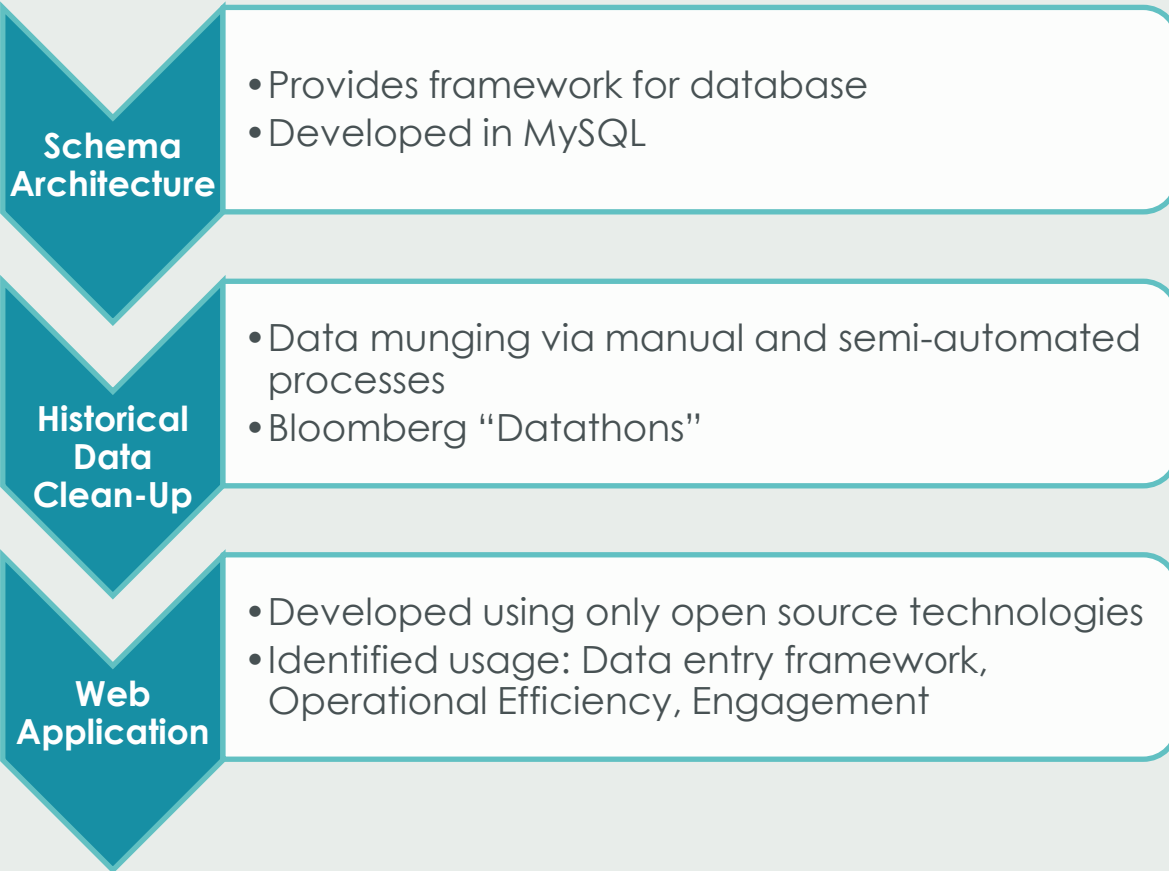 Schema
Architecture
•Provides framework for database
•Developed in MySQL
Historical
Data
Clean-Up
•Data munging via manual and semi-automated
processes
•Bloomberg “Datathons”
Web
Application
•Developed using only open source technologies
•Identified usage: Data entry framework,
Operational Efficiency, Engagement